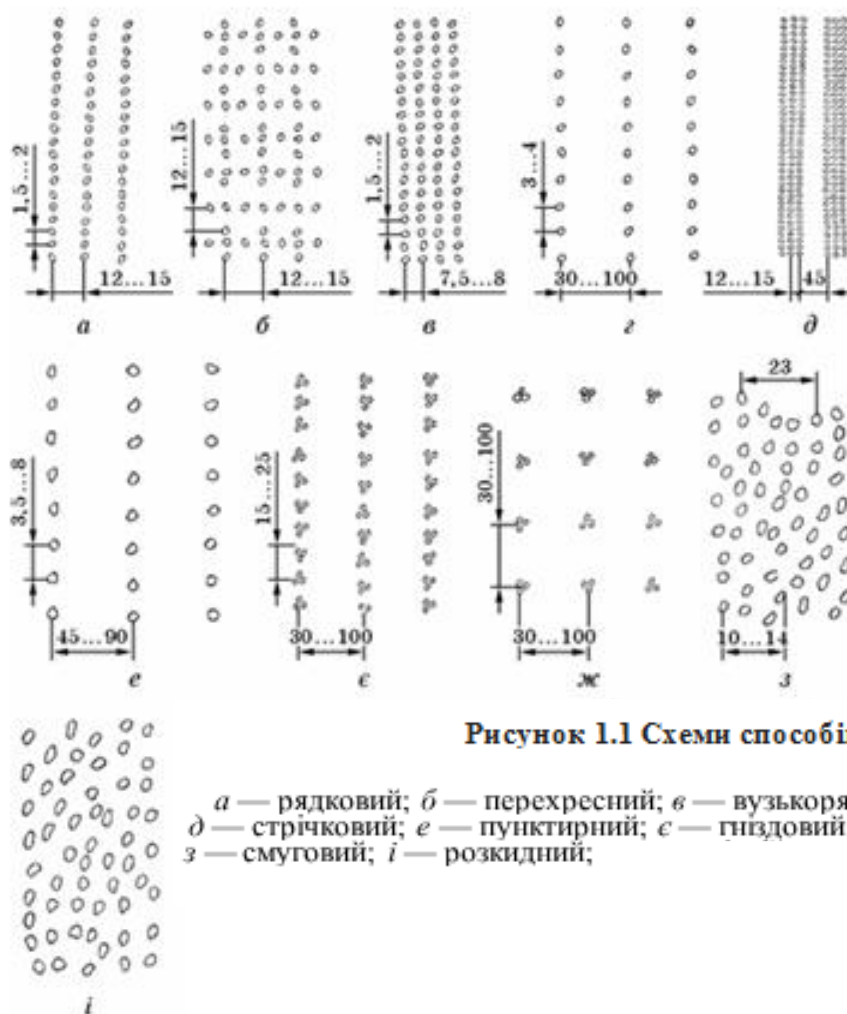 1,5...2
12...15
а
12...15
12...15
б
1,5...2
7,5...8
в
3...4
30...100
г
12...15
45
д
3,5...8
45...90
е
15...25
30...100
є
30...100
30...100
ж
23
10...14
з
і
Рисунок 1.1 Схеми способі
а — рядковий; б — перехресний; в — вузькоря
д — стрічковий; е — пунктирний; є — гніздовий
з — смуговий; і — розкидний;